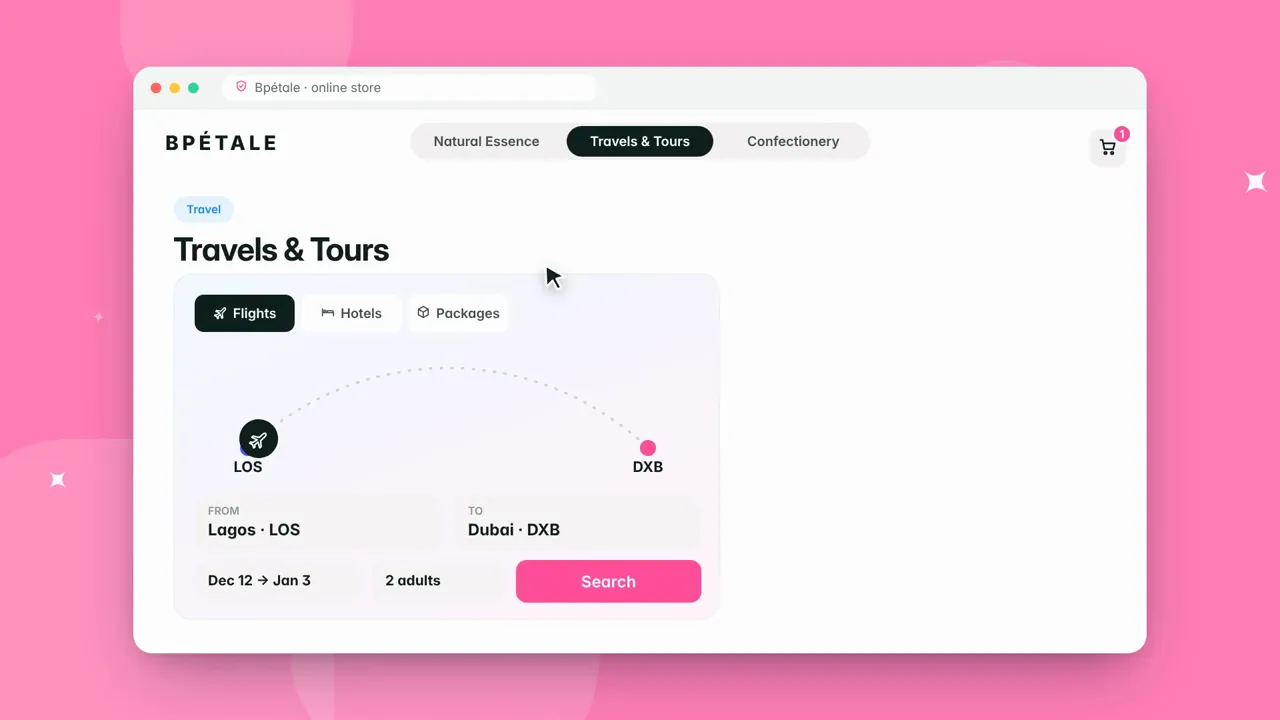 Bpétale · online store
BPÉTALE
Natural Essence
Travels & Tours
Confectionery
1
Travel
Travels & Tours
Flights
Hotels
Packages
LOS
DXB
FROM
Lagos · LOS
TO
Dubai · DXB
Dec 12 → Jan 3
2 adults
Search